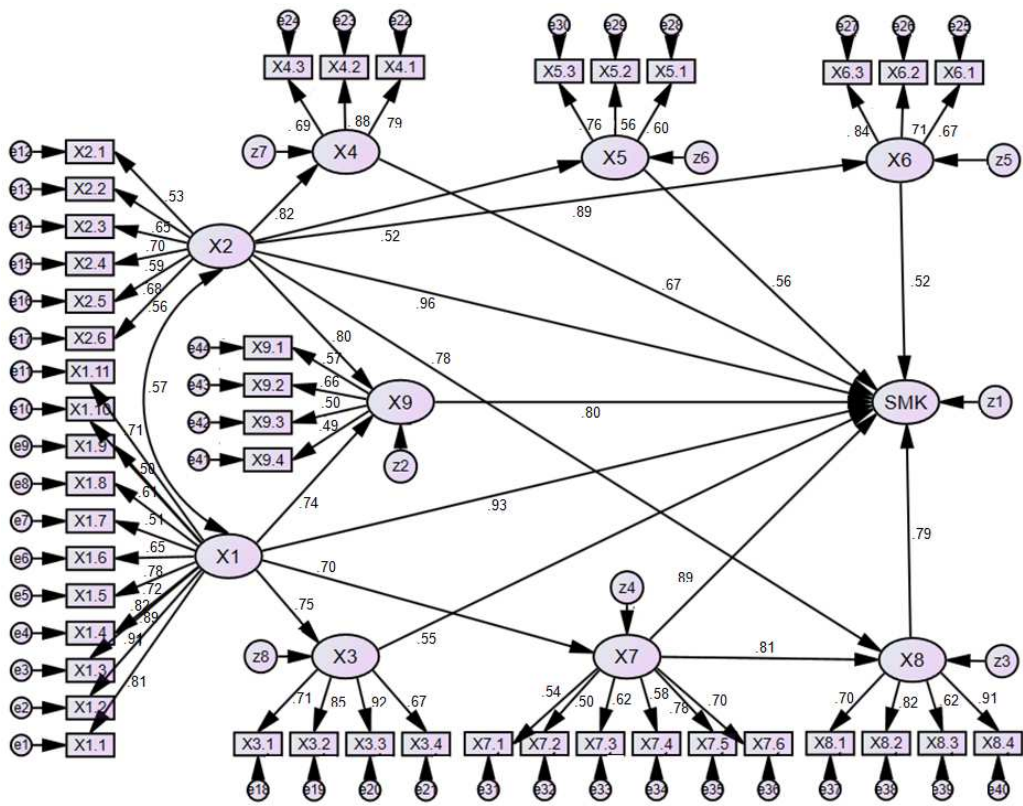 e24 e23 e22
X4.3 X4.2 X4.1
.69 .88 .79
z7 X4
e30 e29 e28
X5.3 X5.2 X5.1
.76 .56 .60
X5 z6
e27 e26 e25
X6.3 X6.2 X6.1
.84 .71 .67
X6 z5
e12 X2.1
e13 X2.2
e14 X2.3
e15 X2.4
e16 X2.5
e17 X2.6
.53
.65
.70
.59
.68
.56
X2
.82
.52
.89
.96
.67
.56
.52
.80
.78
.57
e44 X9.1
e43 X9.2
e42 X9.3
e41 X9.4
.57
.66
.50
.49
X9
z2
.80
SMK z1
e11 X1.11
e10 X1.10
e9 X1.9
e8 X1.8
e7 X1.7
e6 X1.6
e5 X1.5
e4 X1.4
e3 X1.3
e2 X1.2
e1 X1.1
.71
.50
.61
.51
.65
.78
.72
.82
.89
.91
.81
X1
.74
.93
.70
.75
.55
.89
.79
.81
z8 X3
.71 .85 .92 .67
X3.1 X3.2 X3.3 X3.4
e18 e19 e20 e21
z4
X7
.54 .50 .62 .58 .78 .70
X7.1 X7.2 X7.3 X7.4 X7.5 X7.6
e31 e32 e33 e34 e35 e36
X8 z3
.70 .82 .62 .91
X8.1 X8.2 X8.3 X8.4
e37 e38 e39 e40